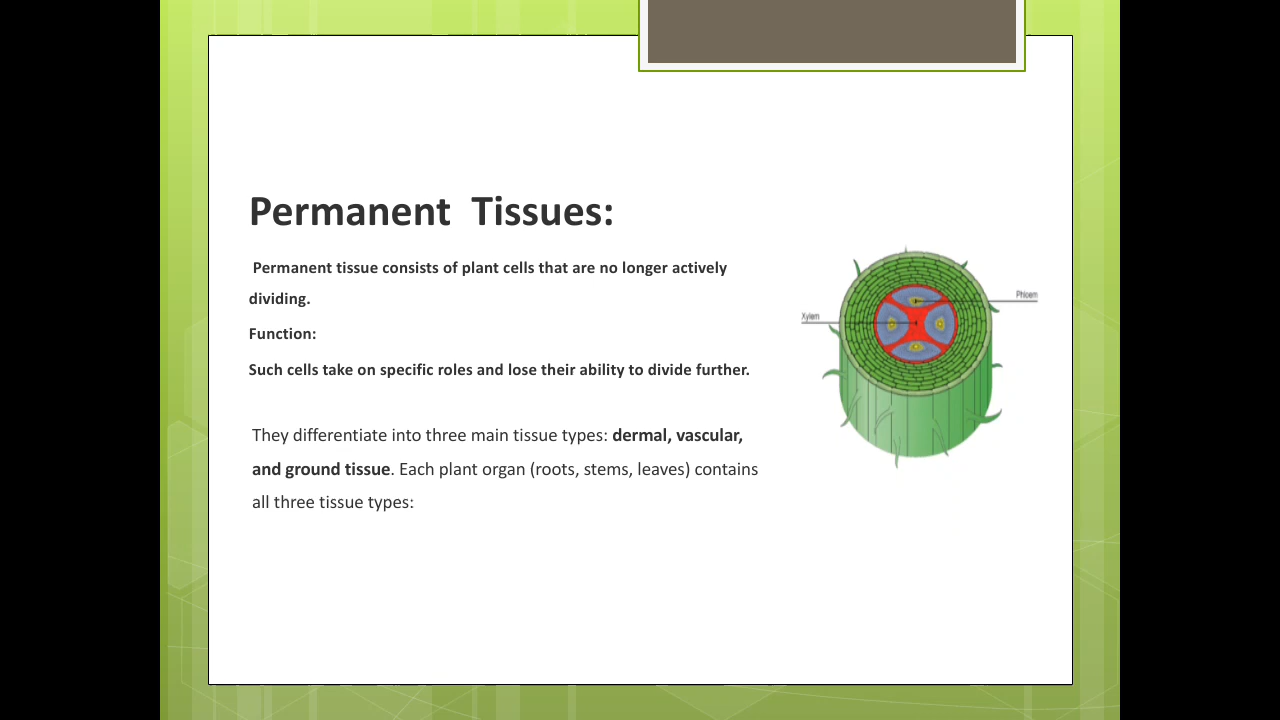 Permanent Tissues:
Permanent tissue consists of plant cells that are no longer actively
dividing.
Function:
Such cells take on specific roles and lose their ability to divide further.
They differentiate into three main tissue types: dermal, vascular,
and ground tissue. Each plant organ (roots, stems, leaves) contains
all three tissue types:
Phloem
Xylem